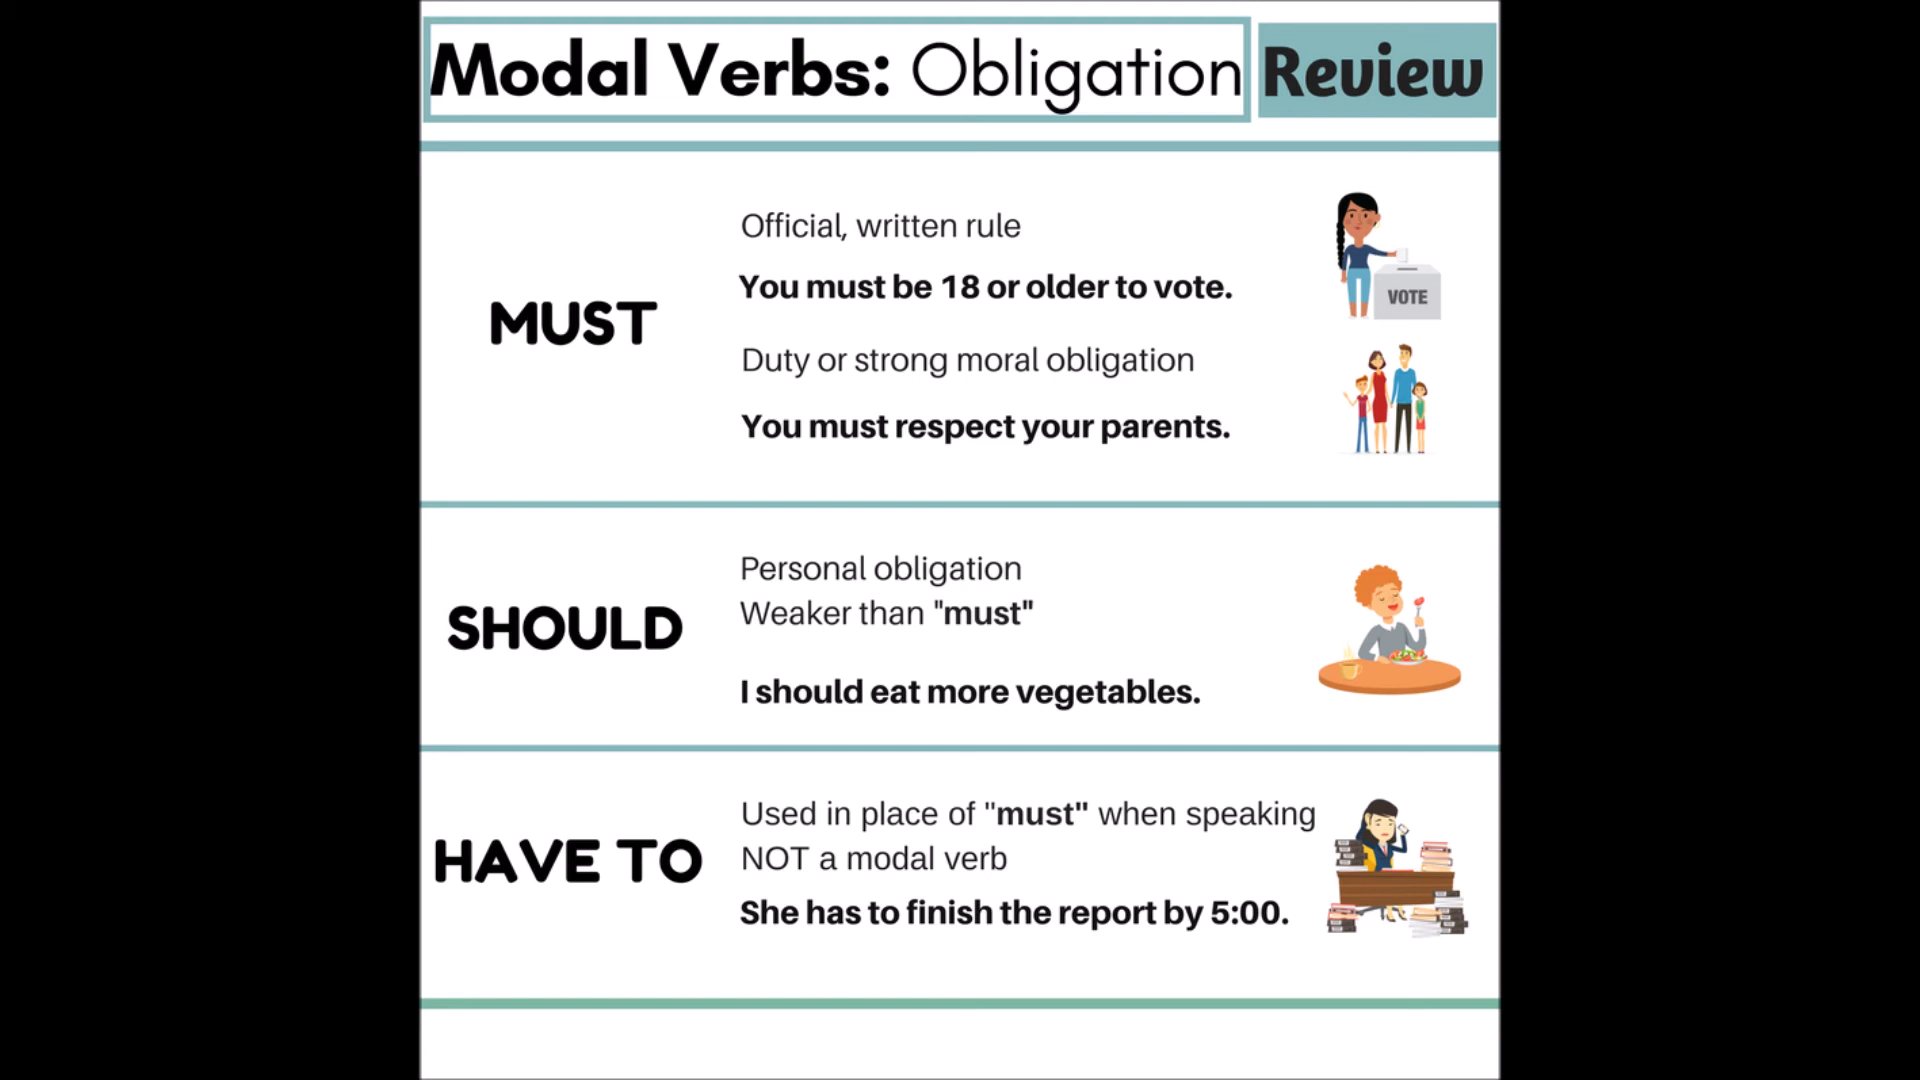 Modal Verbs: Obligation Review
MUST
Official, written rule
You must be 18 or older to vote.
VOTE
Duty or strong moral obligation
You must respect your parents.
SHOULD
Personal obligation
Weaker than "must"
I should eat more vegetables.
HAVE TO
Used in place of "must" when speaking
NOT a modal verb
She has to finish the report by 5:00.